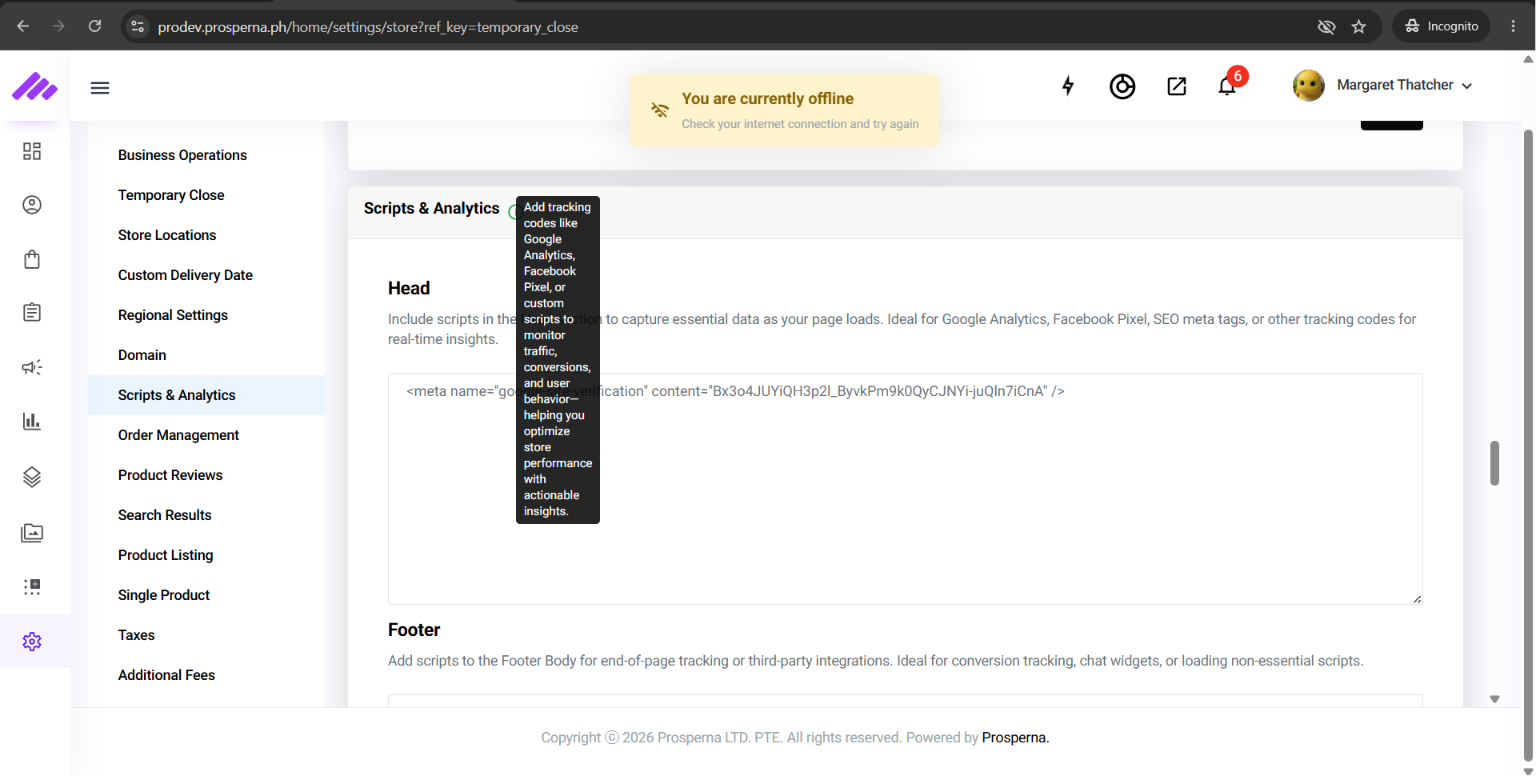 prodev.prosperna.ph/home/settings/store?ref_key=temporary_close
Incognito
You are currently offline
Check your internet connection and try again
6
Margaret Thatcher
Business Operations
Temporary Close
Store Locations
Custom Delivery Date
Regional Settings
Domain
Scripts & Analytics
Order Management
Product Reviews
Search Results
Product Listing
Single Product
Taxes
Additional Fees
Scripts & Analytics
Add tracking
codes like
Google
Analytics,
Facebook
Pixel, or
custom
scripts to
monitor
traffic,
conversions,
and user
behavior—
helping you
optimize
store
performance
with
actionable
insights.
Head
Include scripts in the to capture essential data as your page loads. Ideal for Google Analytics, Facebook Pixel, SEO meta tags, or other tracking codes for
real-time insights.
<meta name="google-site-verification" content="Bx3o4JUYiQH3p2l_ByvkPm9k0QyCJNYi-juQln7iCnA" />
Footer
Add scripts to the Footer Body for end-of-page tracking or third-party integrations. Ideal for conversion tracking, chat widgets, or loading non-essential scripts.
Copyright © 2026 Prosperna LTD. PTE. All rights reserved. Powered by Prosperna.